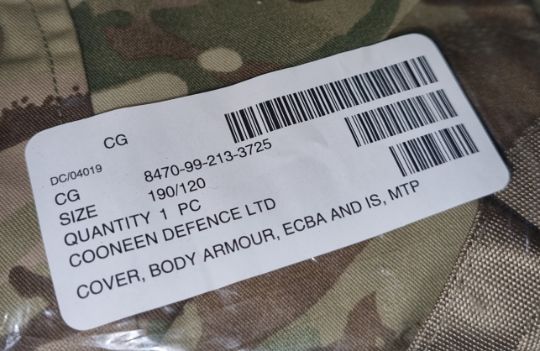 CG
DC/04019
CG 8470-99-213-3725
SIZE 190/120
QUANTITY 1 PC
COONEEN DEFENCE LTD
COVER, BODY ARMOUR, ECBA AND IS, MTP